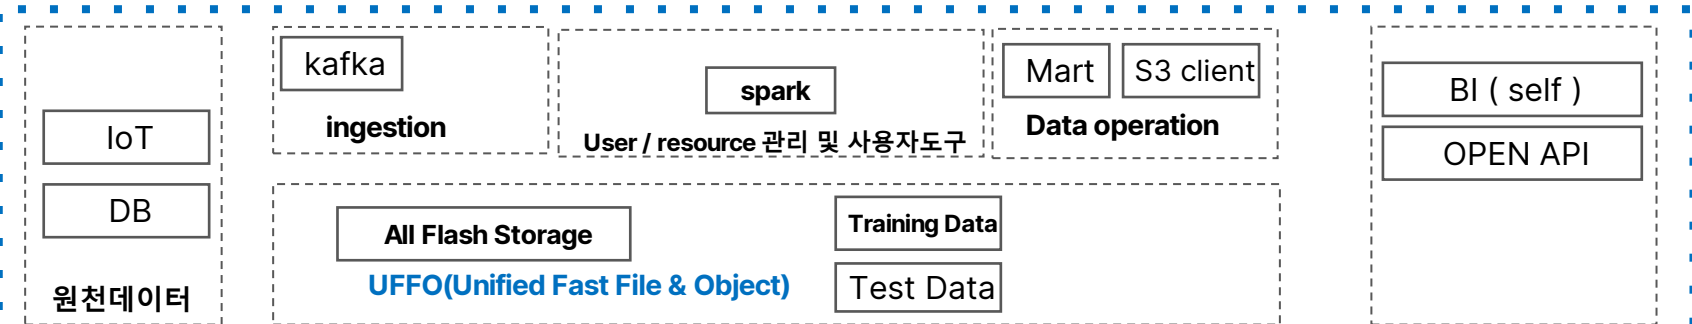 IoT
DB
원천데이터
kafka
ingestion
spark
User / resource 관리 및 사용자도구
Mart
S3 client
Data operation
All Flash Storage
UFFO(Unified Fast File & Object)
Training Data
Test Data
BI ( self )
OPEN API